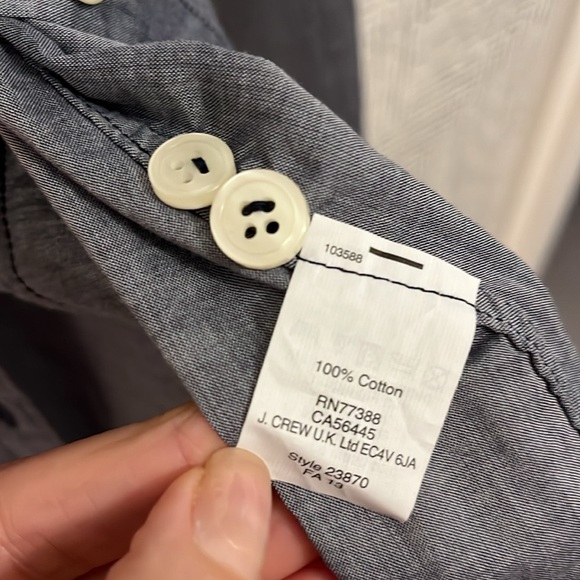 103588
100% Cotton
RN77388
CA56445
J. CREW U.K. Ltd EC4V 6JA
Style 23870
FA 13